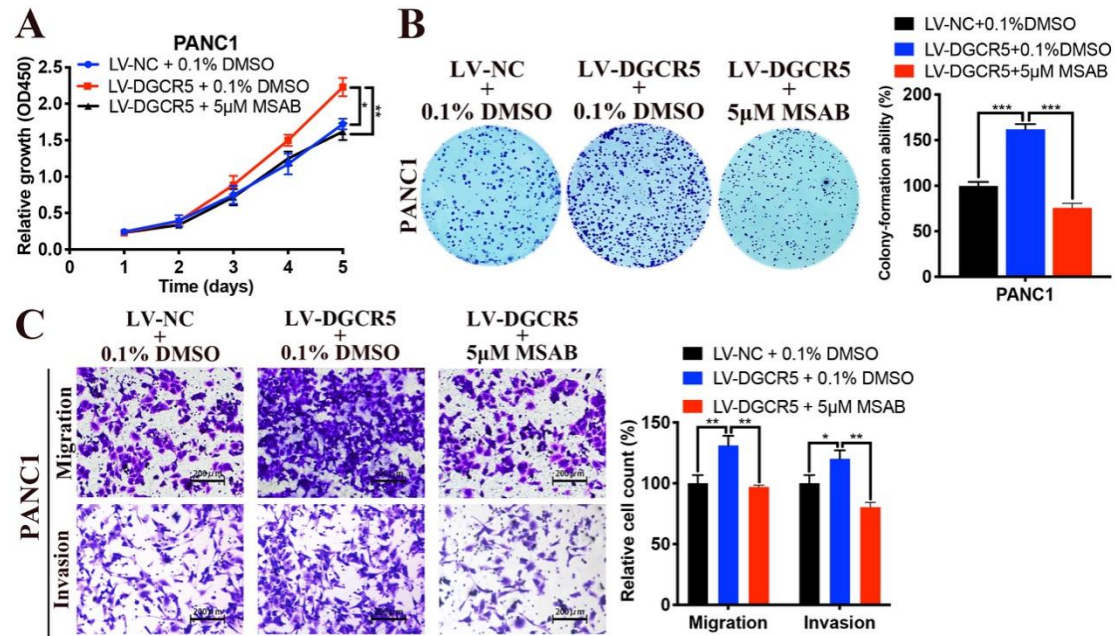 A
PANC1
LV-NC + 0.1% DMSO
LV-DGCR5 + 0.1% DMSO
LV-DGCR5 + 5μM MSAB
Relative growth (OD450)
2.5
2.0
1.5
1.0
0.5
0.0
0 1 2 3 4 5
Time (days)
*
**
B
LV-NC
+
0.1% DMSO
LV-DGCR5
+
0.1% DMSO
LV-DGCR5
+
5μM MSAB
PANC1
LV-NC+0.1%DMSO
LV-DGCR5+0.1%DMSO
LV-DGCR5+5μM MSAB
Colony-formation ability (%)
200
150
100
50
0
*** ***
PANC1
C
LV-NC
+
0.1% DMSO
LV-DGCR5
+
0.1% DMSO
LV-DGCR5
+
5μM MSAB
PANC1
Migration
200μm
200μm
200μm
Invasion
200μm
200μm
200μm
LV-NC + 0.1% DMSO
LV-DGCR5 + 0.1% DMSO
LV-DGCR5 + 5μM MSAB
Relative cell count (%)
150
100
50
0
** ** * **
Migration Invasion